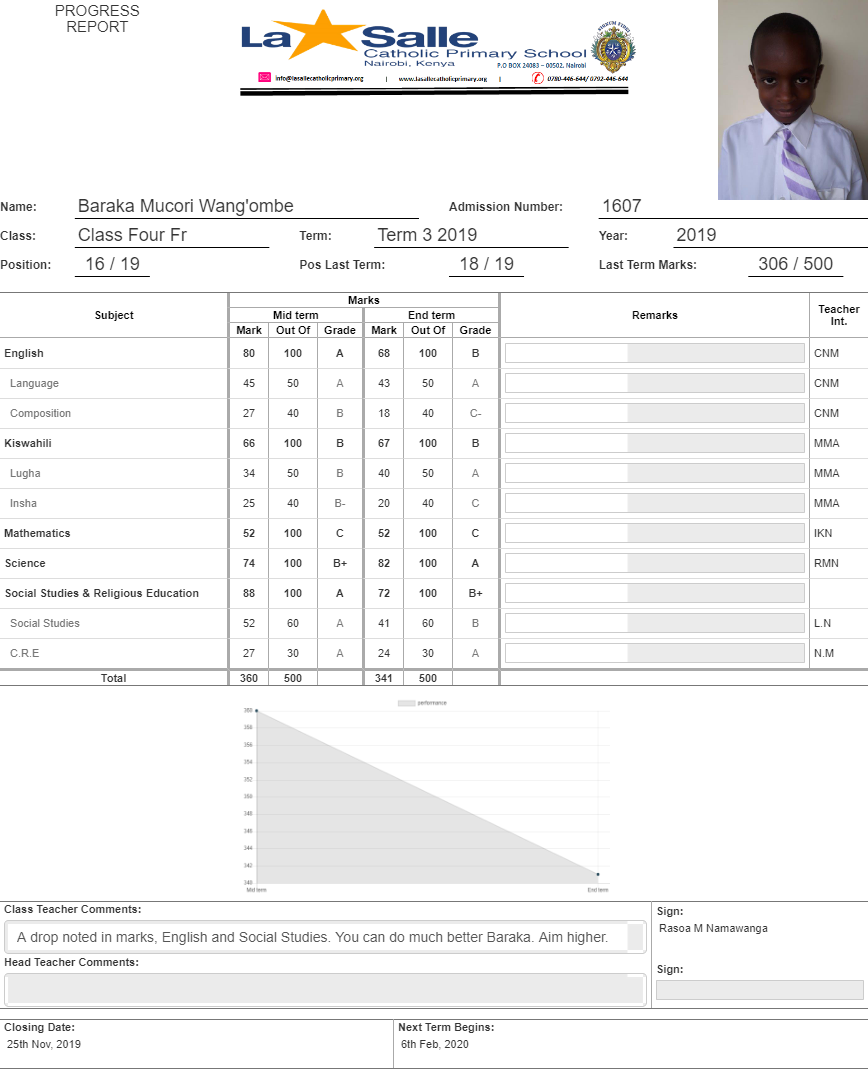 PROGRESS
REPORT
La Salle
Catholic Primary School
Nairobi, Kenya
P.O BOX 24083 – 00502, Nairobi
info@lasallecatholicprimary.org | www.lasallecatholicprimary.org | 0780-446-644/ 0792-446-644
Name: Baraka Mucori Wang'ombe Admission Number: 1607
Class: Class Four Fr Term: Term 3 2019 Year: 2019
Position: 16 / 19 Pos Last Term: 18 / 19 Last Term Marks: 306 / 500
Subject Marks Remarks Teacher Int.
Mid term End term
Mark Out Of Grade Mark Out Of Grade
English 80 100 A 68 100 B CNM
Language 45 50 A 43 50 A CNM
Composition 27 40 B 18 40 C- CNM
Kiswahili 66 100 B 67 100 B MMA
Lugha 34 50 B 40 50 A MMA
Insha 25 40 B- 20 40 C MMA
Mathematics 52 100 C 52 100 C IKN
Science 74 100 B+ 82 100 A RMN
Social Studies & Religious Education 88 100 A 72 100 B+
Social Studies 52 60 A 41 60 B L.N
C.R.E 27 30 A 24 30 A N.M
Total 360 500 341 500
performance
360
358
356
354
352
350
348
346
344
342
340
Mid term End term
Class Teacher Comments:
A drop noted in marks, English and Social Studies. You can do much better Baraka. Aim higher.
Sign:
Rasoa M Namawanga
Head Teacher Comments:
Sign:
Closing Date: Next Term Begins:
25th Nov, 2019 6th Feb, 2020